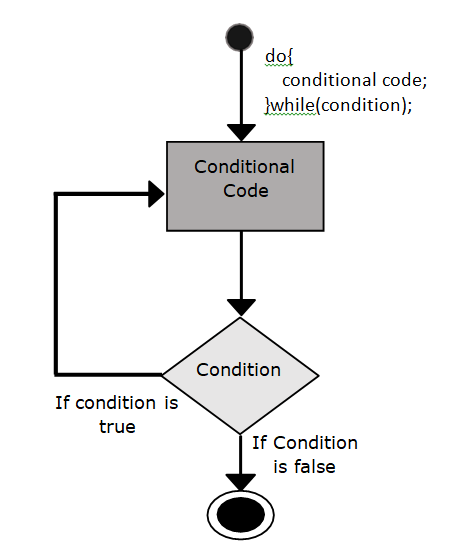 do{
conditional code;
}while(condition);
Conditional
Code
Condition
If condition is
true
If Condition
is false